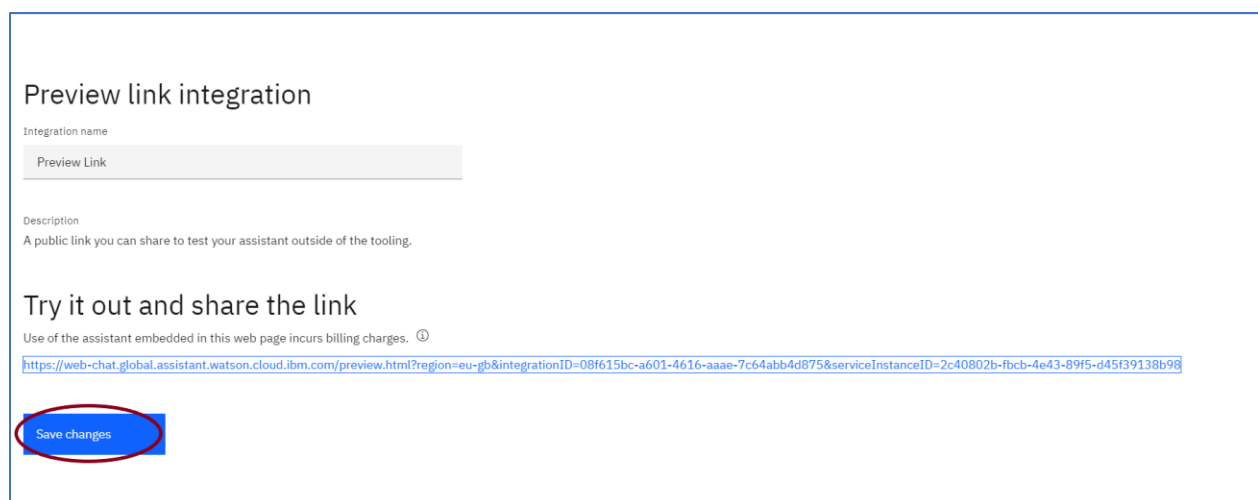 Preview link integration
Integration name
Preview Link
Description
A public link you can share to test your assistant outside of the tooling.
Try it out and share the link
Use of the assistant embedded in this web page incurs billing charges.
https://web-chat.global.assistant.watson.cloud.ibm.com/preview.html?region=eu-gb&integrationID=08f615bc-a601-4616-aaae-7c64abb4d875&serviceInstanceID=2c40802b-fbcb-4e43-89f5-d45f39138b98
Save changes